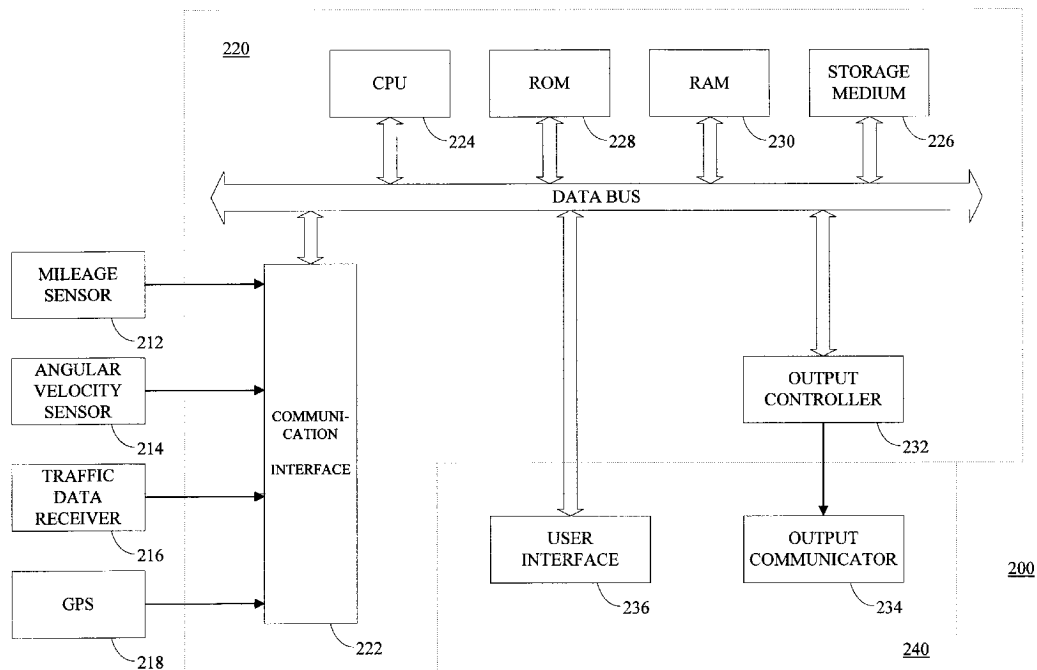 220
CPU
224
ROM
228
RAM
230
STORAGE
MEDIUM
226
DATA BUS
MILEAGE
SENSOR
212
ANGULAR
VELOCITY
SENSOR
214
TRAFFIC
DATA
RECEIVER
216
GPS
218
COMMUNI-
CATION
INTERFACE
222
OUTPUT
CONTROLLER
232
USER
INTERFACE
236
OUTPUT
COMMUNICATOR
234
200
240